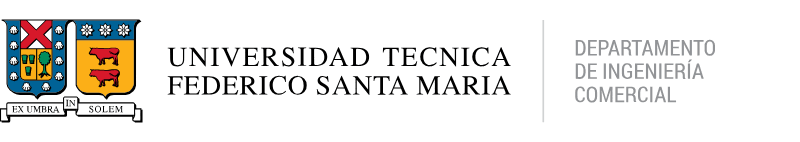 EX UMBRA IN SOLEM
UNIVERSIDAD TECNICA
FEDERICO SANTA MARIA
DEPARTAMENTO
DE INGENIERÍA
COMERCIAL